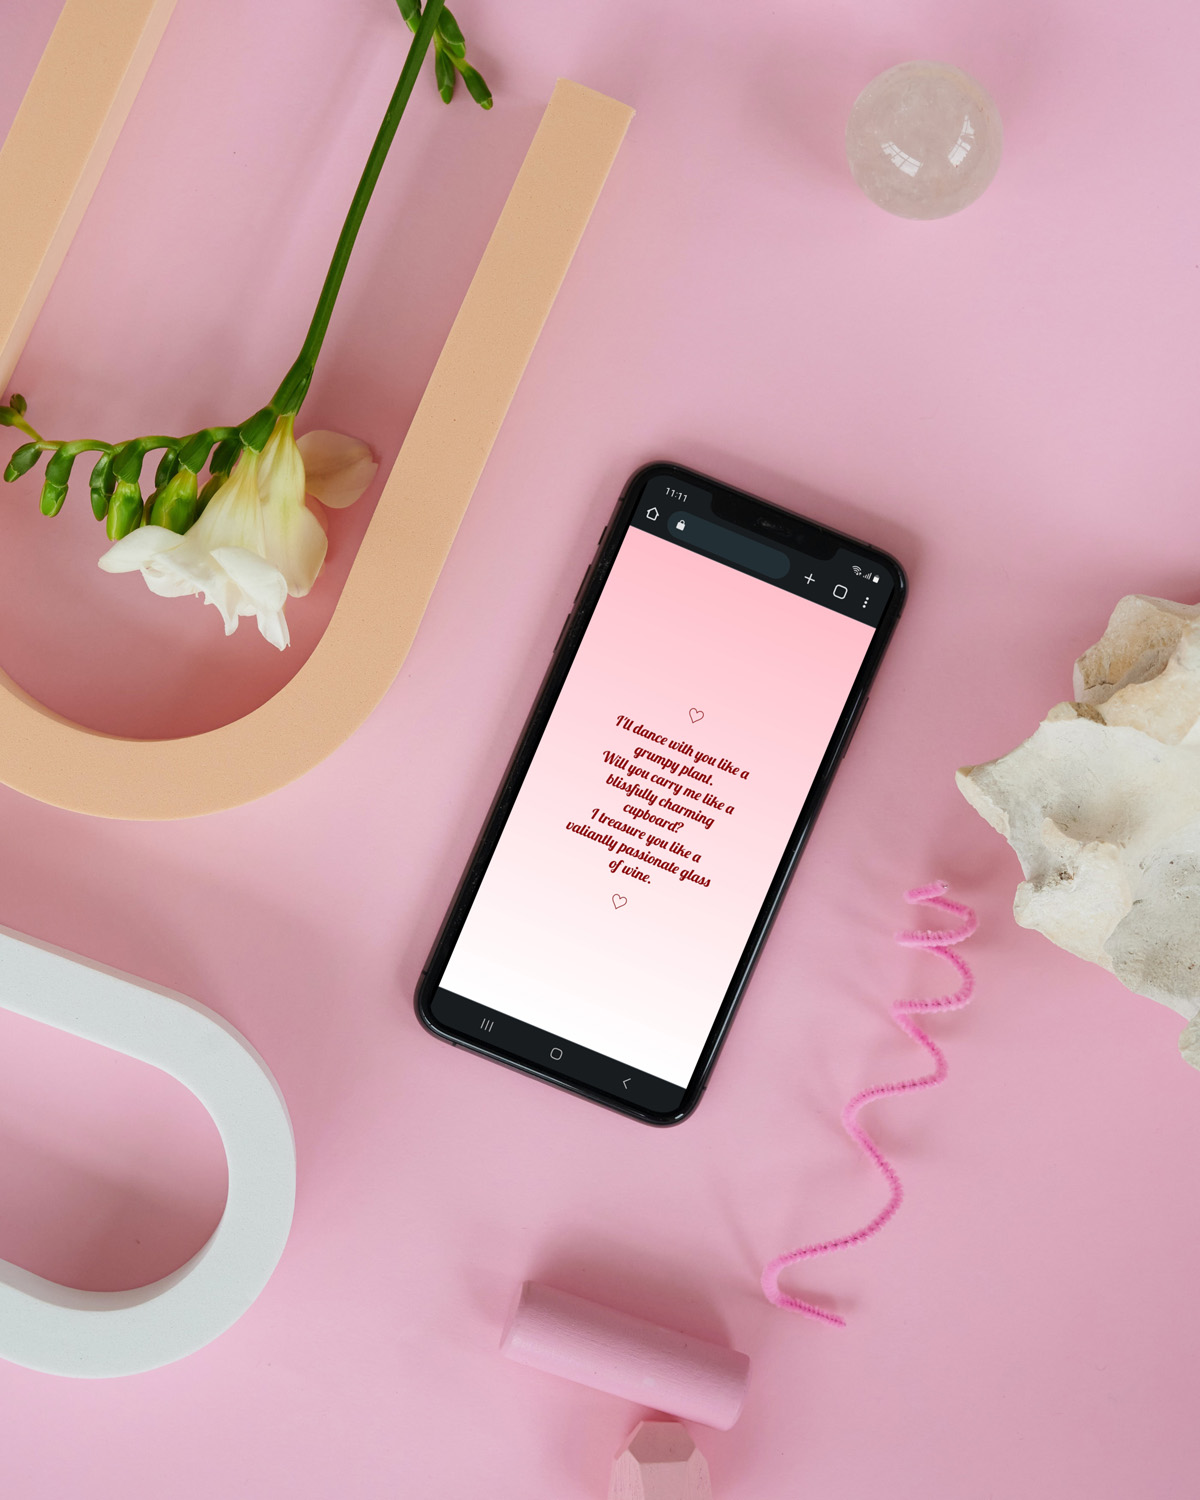 11:11
I'll dance with you like a
grumpy plant.
Will you carry me like a
blissfully charming
cupboard?
I treasure you like a
valiantly passionate glass
of wine.